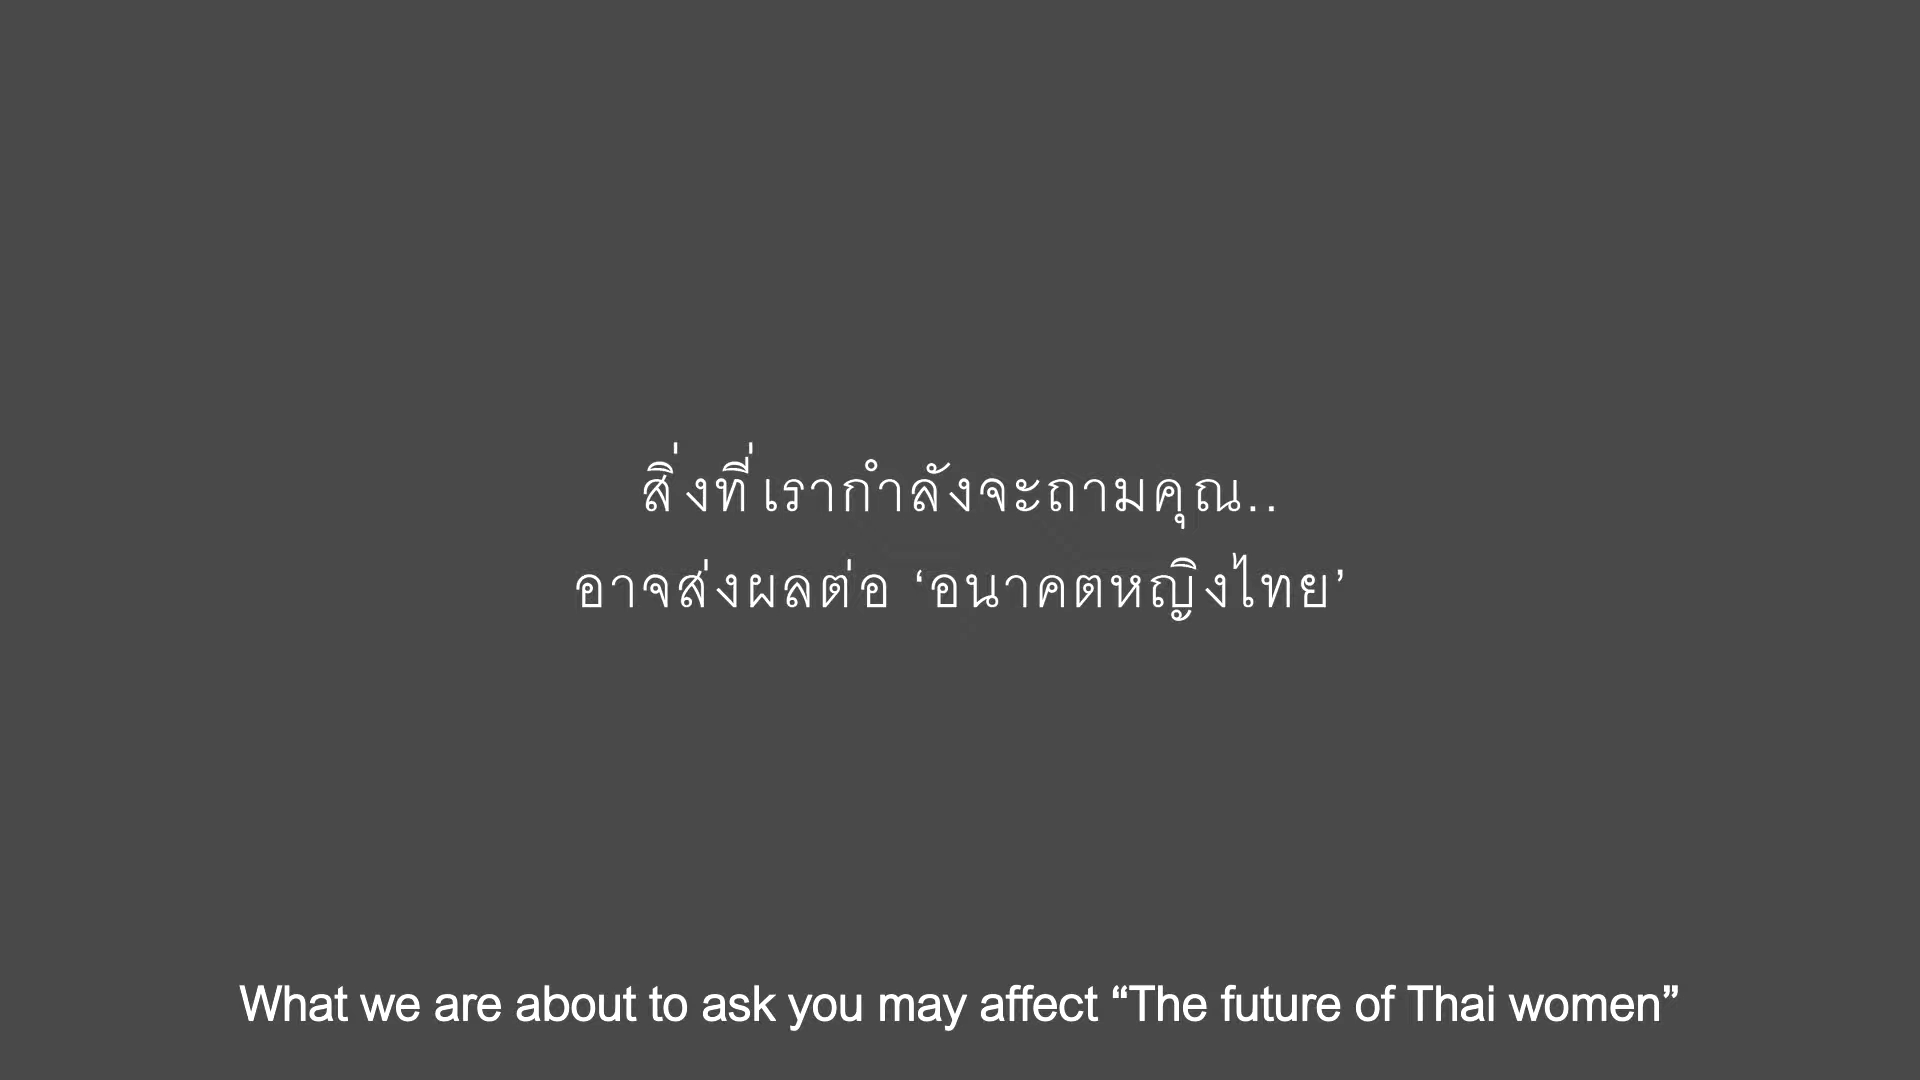 สิ่งที่เรากำลังจะถามคุณ..
อาจส่งผลต่อ ‘อนาคตหญิงไทย’
What we are about to ask you may affect “The future of Thai women”